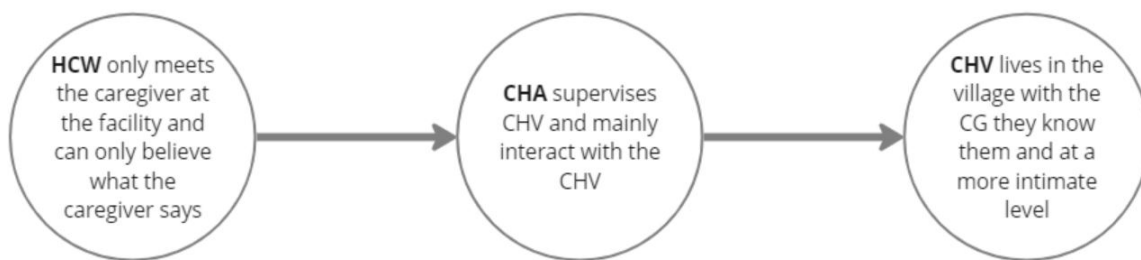 HCW only meets
the caregiver at
the facility and
can only believe
what the
caregiver says
CHA supervises
CHV and mainly
interact with the
CHV
CHV lives in the
village with the
CG they know
them and at a
more intimate
level